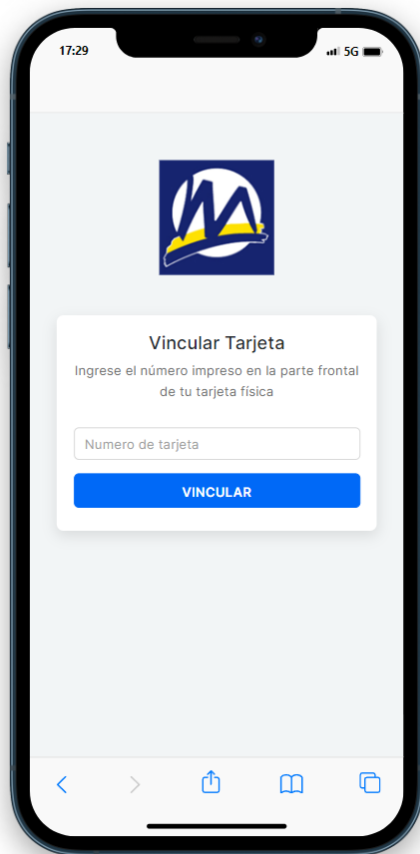 17:29
5G
M
Vincular Tarjeta
Ingrese el número impreso en la parte frontal
de tu tarjeta física
Numero de tarjeta
VINCULAR